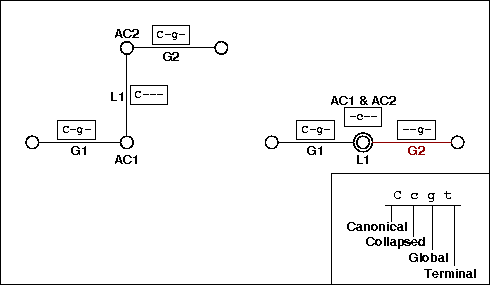 AC2
C-g-
G2
L1
C---
C-g-
G1
AC1
AC1 & AC2
-c--
C-g-
--g-
G1
L1
G2
C c g t
Canonical
Collapsed
Global
Terminal